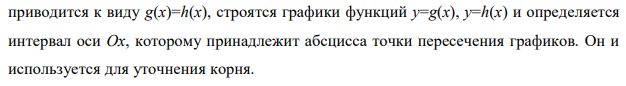 приводится к виду g(x)=h(x), строятся графики функций y=g(x), y=h(x) и определяется
интервал оси Ox, которому принадлежит абсцисса точки пересечения графиков. Он и
используется для уточнения корня.